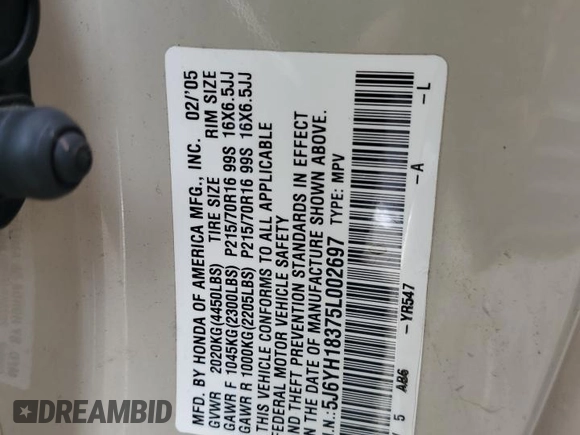 MFD. BY HONDA OF AMERICA MFG., INC. 02/'05
GVWR 2020KG(4450LBS) TIRE SIZE RIM SIZE
GAWR F 1045KG(2300LBS) P215/70R16 99S 16X6.5JJ
GAWR R 1000KG(2205LBS) P215/70R16 99S 16X6.5JJ
THIS VEHICLE CONFORMS TO ALL APPLICABLE
FEDERAL MOTOR VEHICLE SAFETY
AND THEFT PREVENTION STANDARDS IN EFFECT
ON THE DATE OF MANUFACTURE SHOWN ABOVE.
I.N.: 5J6YH18375L002697 TYPE: MPV
Y 5 AB6 -YR547 -A -L
DREAMBID